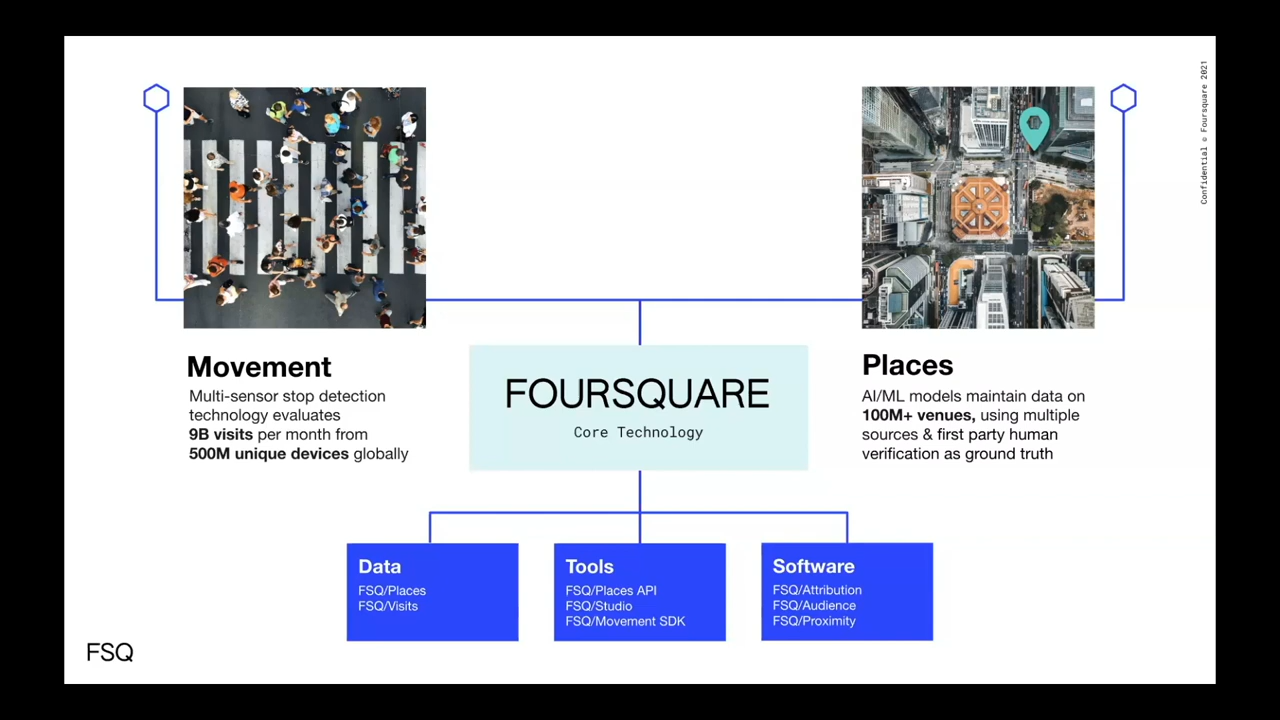 Confidential © Foursquare 2021
Movement
Multi-sensor stop detection
technology evaluates
9B visits per month from
500M unique devices globally
FOURSQUARE
Core Technology
Places
AI/ML models maintain data on
100M+ venues, using multiple
sources & first party human
verification as ground truth
Data
FSQ/Places
FSQ/Visits
Tools
FSQ/Places API
FSQ/Studio
FSQ/Movement SDK
Software
FSQ/Attribution
FSQ/Audience
FSQ/Proximity
FSQ